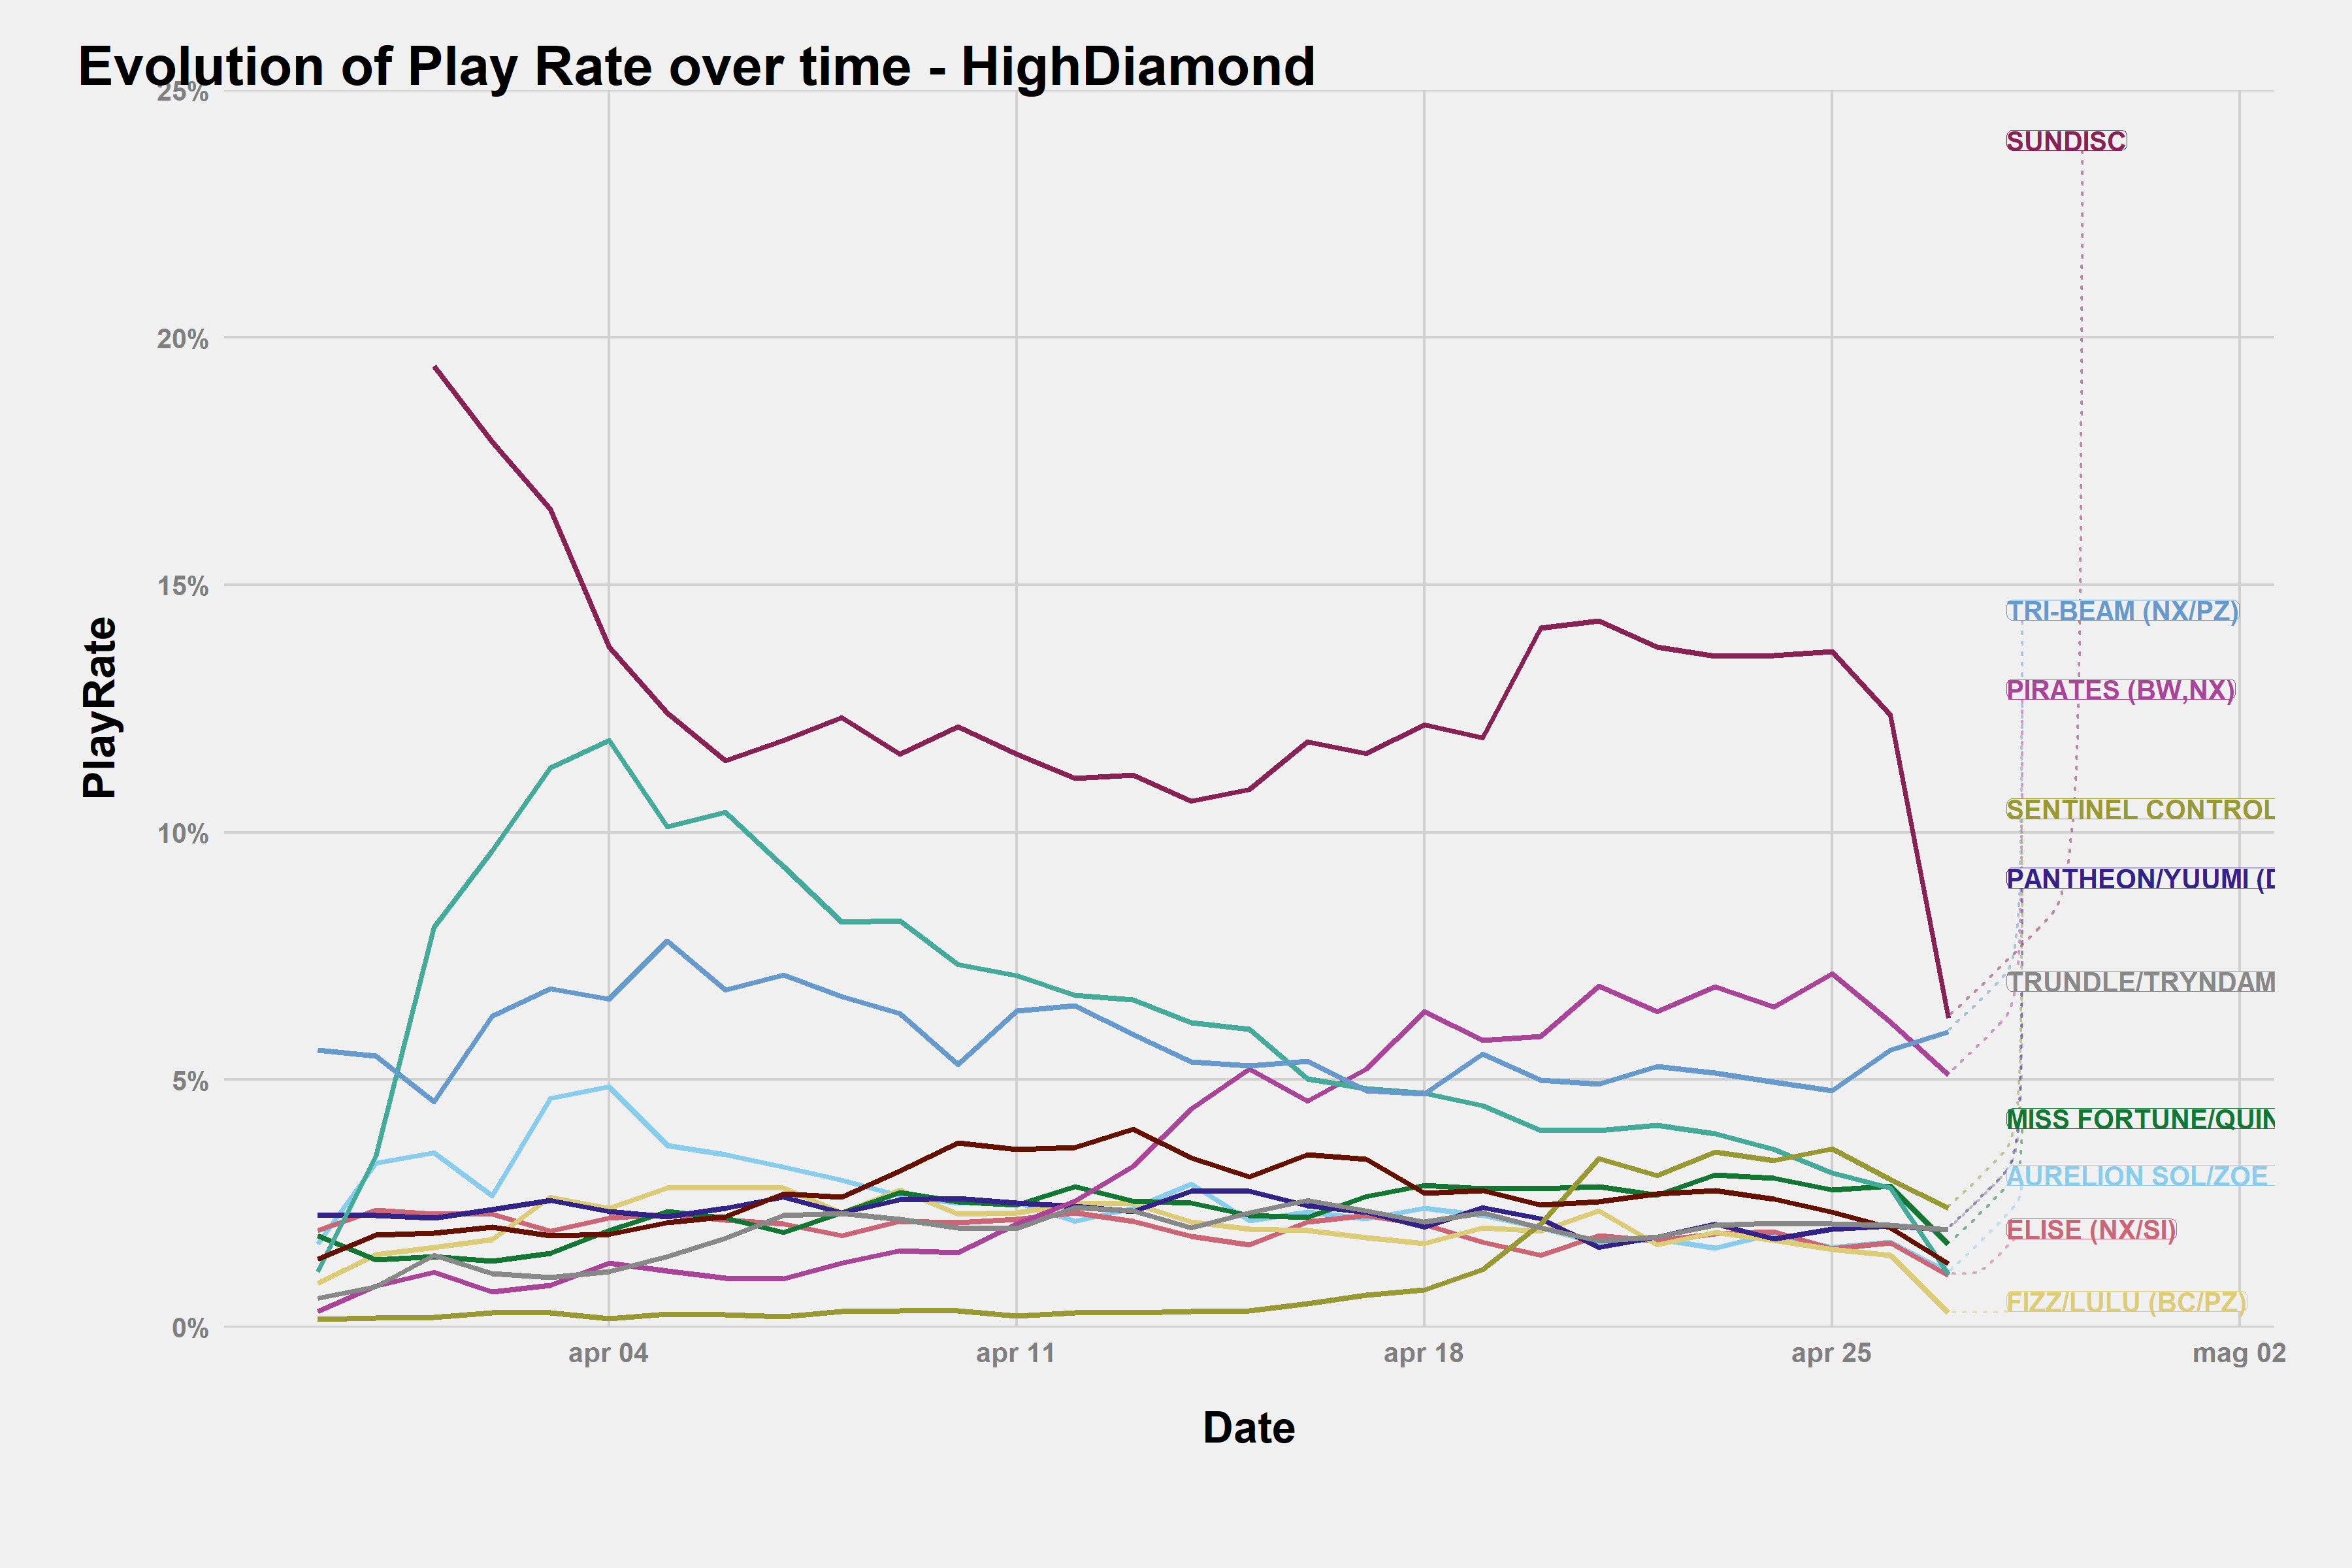 Evolution of Play Rate over time - HighDiamond
25%
SUNDISC
20%
15%
TRI-BEAM (NX/PZ)
PIRATES (BW,NX)
PlayRate
SENTINEL CONTROL
10%
PANTHEON/YUUMI (D
TRUNDLE/TRYNDAM
5%
MISS FORTUNE/QUIN
AURELION SOL/ZOE
ELISE (NX/SI)
FIZZ/LULU (BC/PZ)
0%
apr 04 apr 11 apr 18 apr 25 mag 02
Date